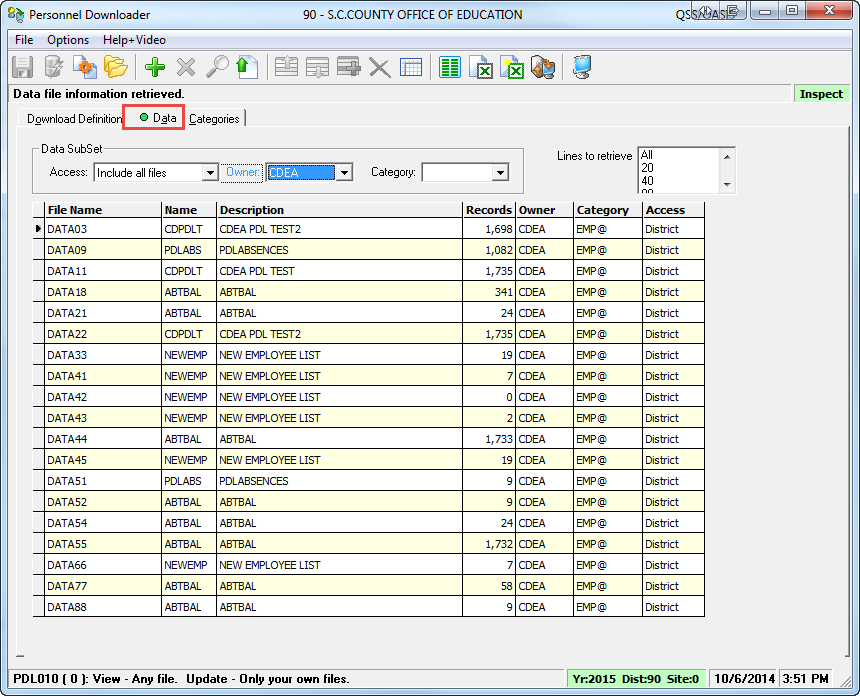 Personnel Downloader 90 - S.C.COUNTY OFFICE OF EDUCATION QSS/OASIS
File Options Help+Video
Data file information retrieved. Inspect
Download Definition Data Categories
Data SubSet
Access: Include all files Owner: CDEA Category:
Lines to retrieve All
20
40
File Name Name Description Records Owner Category Access
DATA03 CDPDLT CDEA PDL TEST2 1,698 CDEA EMP@ District
DATA09 PDLABS PDLABSENCES 1,082 CDEA EMP@ District
DATA11 CDPDLT CDEA PDL TEST 1,735 CDEA EMP@ District
DATA18 ABTBAL ABTBAL 341 CDEA EMP@ District
DATA21 ABTBAL ABTBAL 24 CDEA EMP@ District
DATA22 CDPDLT CDEA PDL TEST2 1,735 CDEA EMP@ District
DATA33 NEWEMP NEW EMPLOYEE LIST 19 CDEA EMP@ District
DATA41 NEWEMP NEW EMPLOYEE LIST 7 CDEA EMP@ District
DATA42 NEWEMP NEW EMPLOYEE LIST 0 CDEA EMP@ District
DATA43 NEWEMP NEW EMPLOYEE LIST 2 CDEA EMP@ District
DATA44 ABTBAL ABTBAL 1,733 CDEA EMP@ District
DATA45 NEWEMP NEW EMPLOYEE LIST 19 CDEA EMP@ District
DATA51 PDLABS PDLABSENCES 9 CDEA EMP@ District
DATA52 ABTBAL ABTBAL 9 CDEA EMP@ District
DATA54 ABTBAL ABTBAL 24 CDEA EMP@ District
DATA55 ABTBAL ABTBAL 1,732 CDEA EMP@ District
DATA66 NEWEMP NEW EMPLOYEE LIST 7 CDEA EMP@ District
DATA77 ABTBAL ABTBAL 58 CDEA EMP@ District
DATA88 ABTBAL ABTBAL 9 CDEA EMP@ District
PDL010 ( 0 ): View - Any file. Update - Only your own files. Yr:2015 Dist:90 Site:0 10/6/2014 3:51 PM